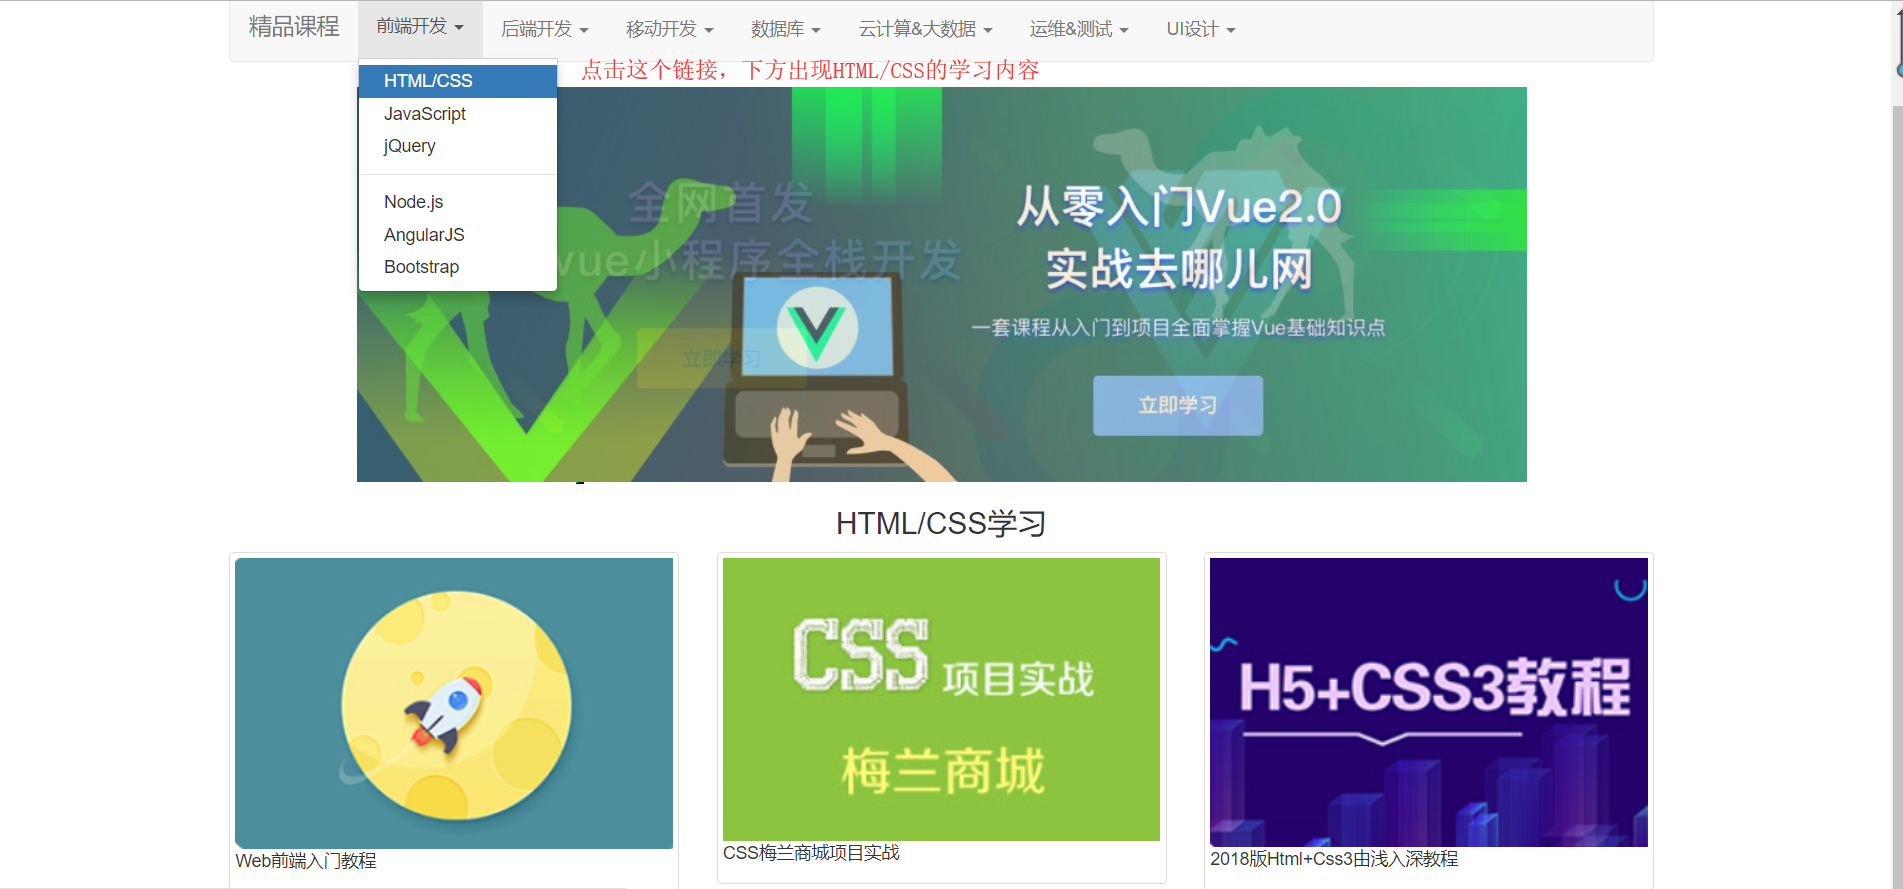 精品课程 前端开发 后端开发 移动开发 数据库 云计算&大数据 运维&测试 UI设计
点击这个链接，下方出现HTML/CSS的学习内容
HTML/CSS
JavaScript
jQuery
Node.js
AngularJS
Bootstrap
全网首发
vue小程序全栈开发
立即学习
从零入门Vue2.0
实战去哪儿网
一套课程从入门到项目全面掌握Vue基础知识点
立即学习
HTML/CSS学习
Web前端入门教程
CSS 项目实战
梅兰商城
CSS梅兰商城项目实战
H5+CSS3教程
2018版Html+Css3由浅入深教程